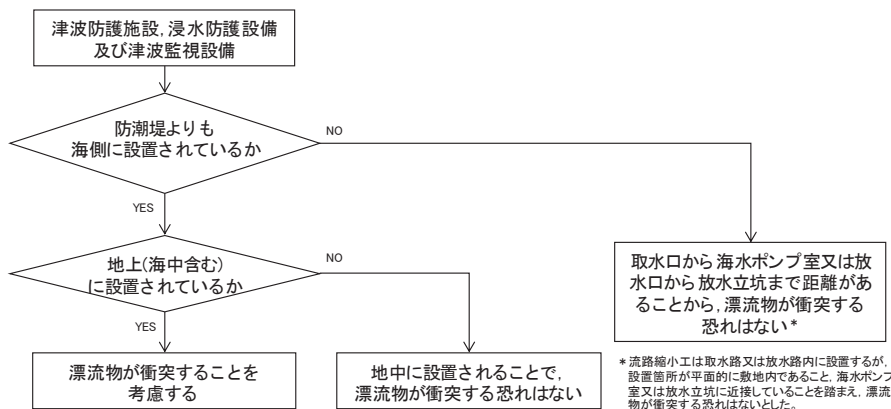 津波防護施設,浸水防護設備
及び津波監視設備
防潮堤よりも
海側に設置されているか
NO
YES
地上(海中含む)
に設置されているか
NO
YES
取水口から海水ポンプ室又は放
水口から放水立坑まで距離があ
ることから,漂流物が衝突する
恐れはない*
漂流物が衝突することを
考慮する
地中に設置されることで,
漂流物が衝突する恐れはない
*流路縮小工は取水路又は放水路内に設置するが,
設置箇所が平面的に敷地内であること,海水ポンプ
室又は放水立坑に近接していることを踏まえ,漂流
物が衝突する恐れはないとした。